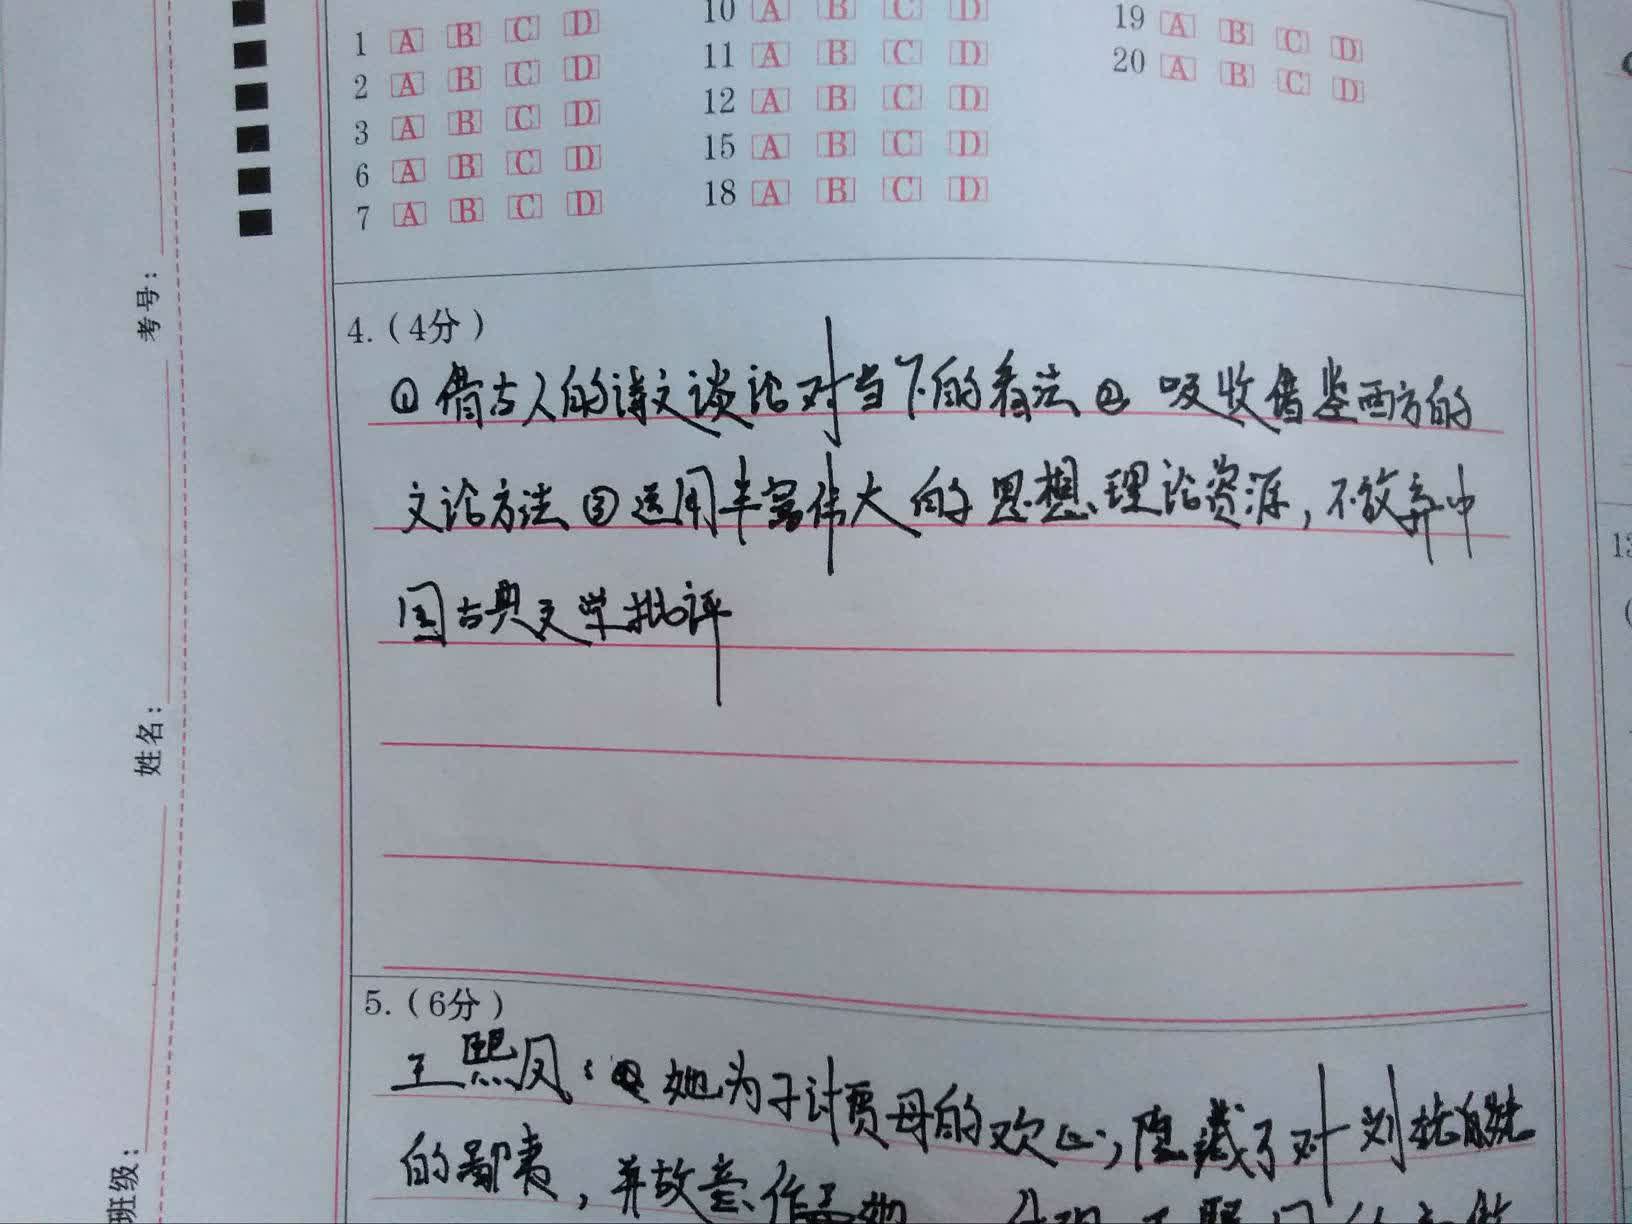 1 A B C D
2 A B C D
3 A B C D
6 A B C D
7 A B C D
10 A B C D
11 A B C D
12 A B C D
15 A B C D
18 A B C D
19 A B C D
20 A B C D
考号：
姓名：
班级：
4.（4分）
①借古人的诗文谈论对当下的看法②吸收借鉴西方的
文论方法③运用丰富伟大的思想、理论资源，不放弃中
国古典文学批评
5.（6分）
王熙凤：她为了讨贾母的欢心，隐藏了对刘姥姥
的鄙夷，并故意作
13